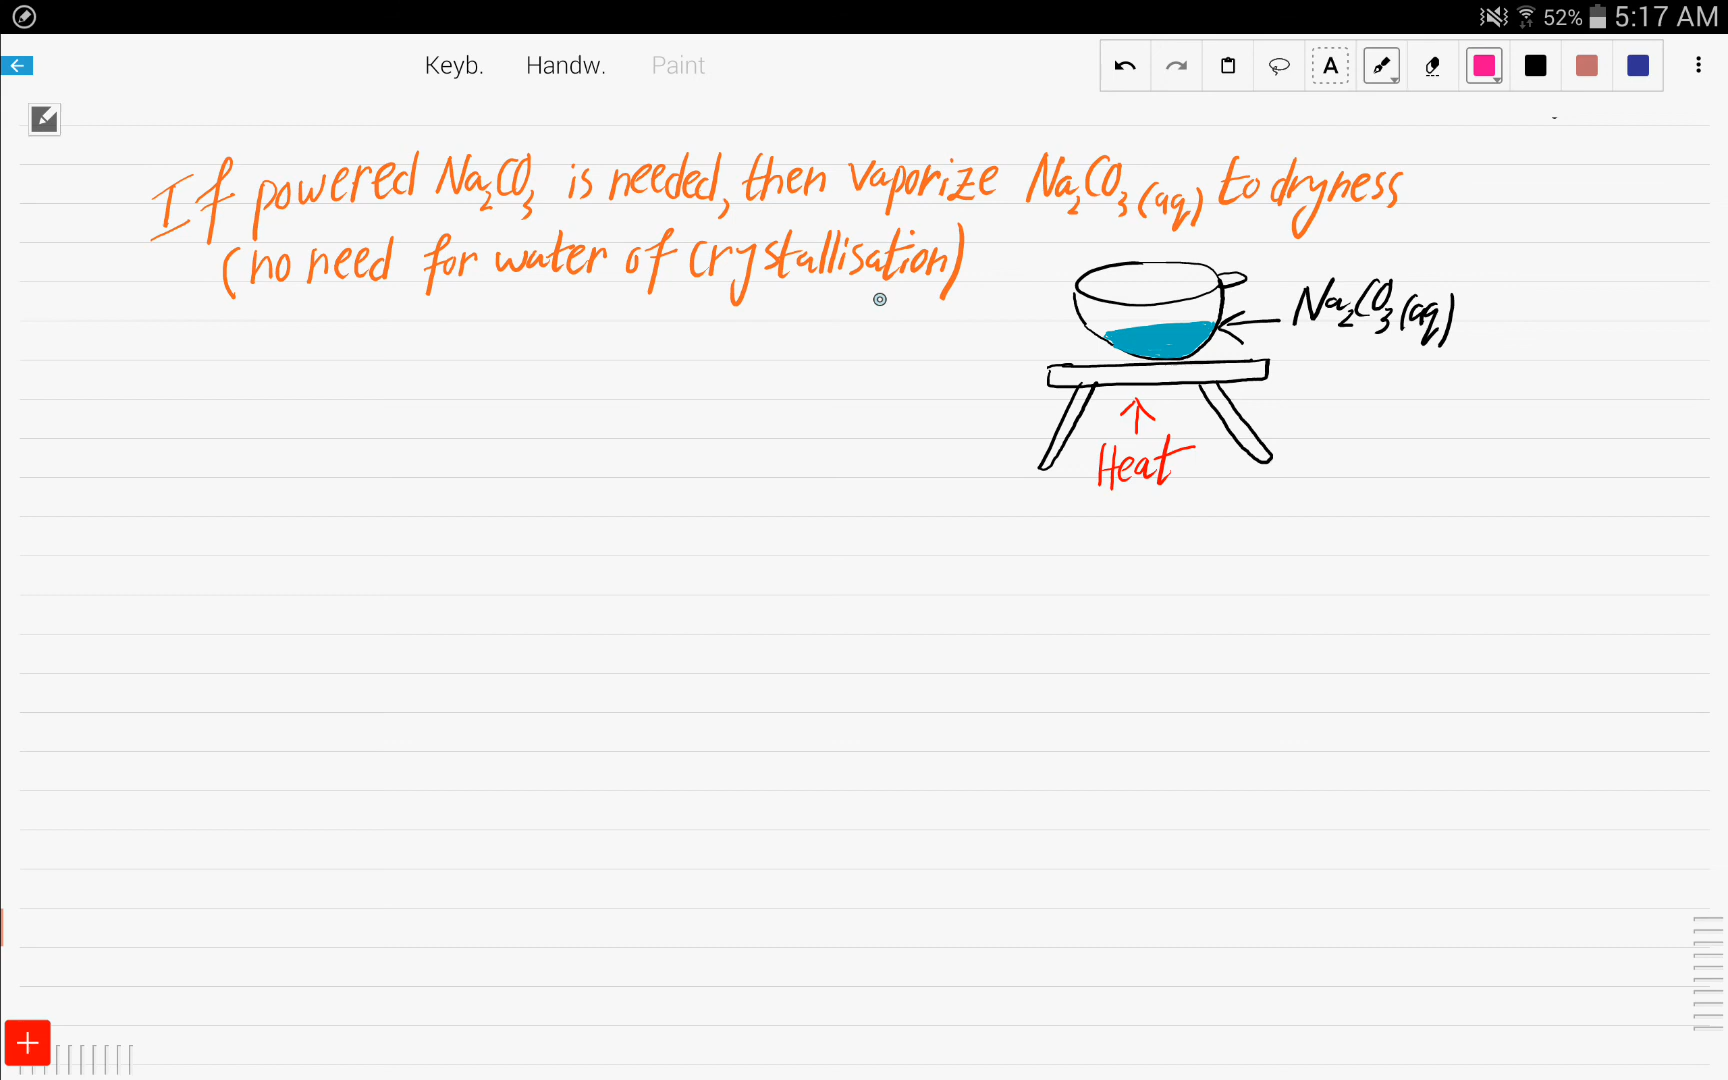 52% 5:17 AM
Keyb. Handw. Paint A
If powered Na₂CO₃ is needed, then vaporize Na₂CO₃(aq) to dryness
(no need for water of crystallisation)
Na₂CO₃(aq)
Heat